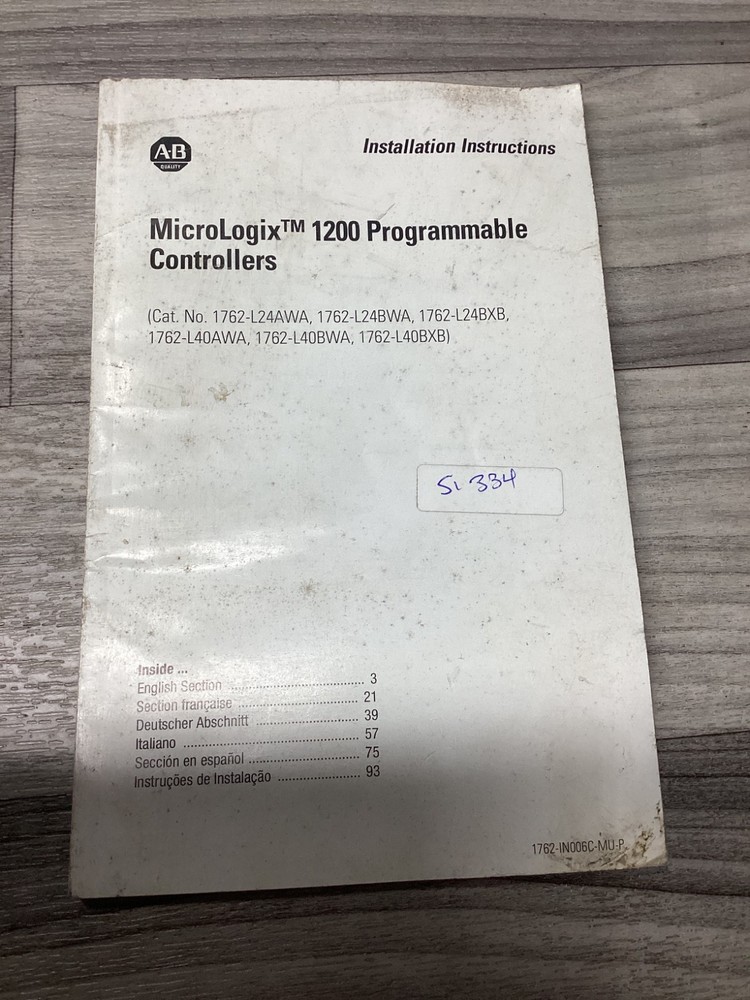 A-B
QUALITY
Installation Instructions
MicroLogix™ 1200 Programmable
Controllers
(Cat. No. 1762-L24AWA, 1762-L24BWA, 1762-L24BXB,
1762-L40AWA, 1762-L40BWA, 1762-L40BXB)
SL 334
Inside ...
English Section .................................... 3
Section française ................................ 21
Deutscher Abschnitt ........................... 39
Italiano .............................................. 57
Sección en español ............................ 75
Instruções de Instalação ..................... 93
1762-IN006C-MU-P